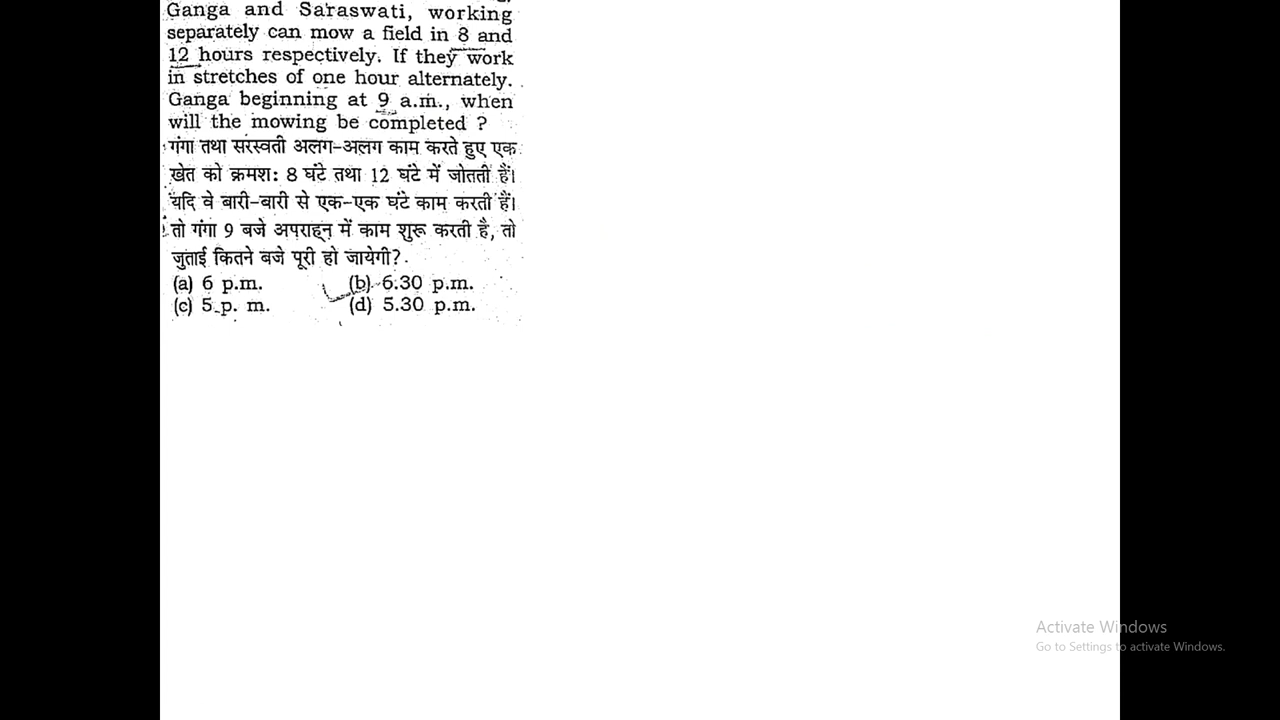 Ganga and Saraswati, working
separately can mow a field in 8 and
12 hours respectively. If they work
in stretches of one hour alternately.
Ganga beginning at 9 a.m., when
will the mowing be completed ?
गंगा तथा सरस्वती अलग-अलग काम करते हुए एक
खेत को क्रमश: 8 घंटे तथा 12 घंटे में जोतती हैं।
यदि वे बारी-बारी से एक-एक घंटे काम करती हैं।
तो गंगा 9 बजे अपराह्न में काम शुरू करती है, तो
जुताई कितने बजे पूरी हो जायेगी?
(a) 6 p.m. (b) 6.30 p.m.
(c) 5 p. m. (d) 5.30 p.m.
Activate Windows
Go to Settings to activate Windows.